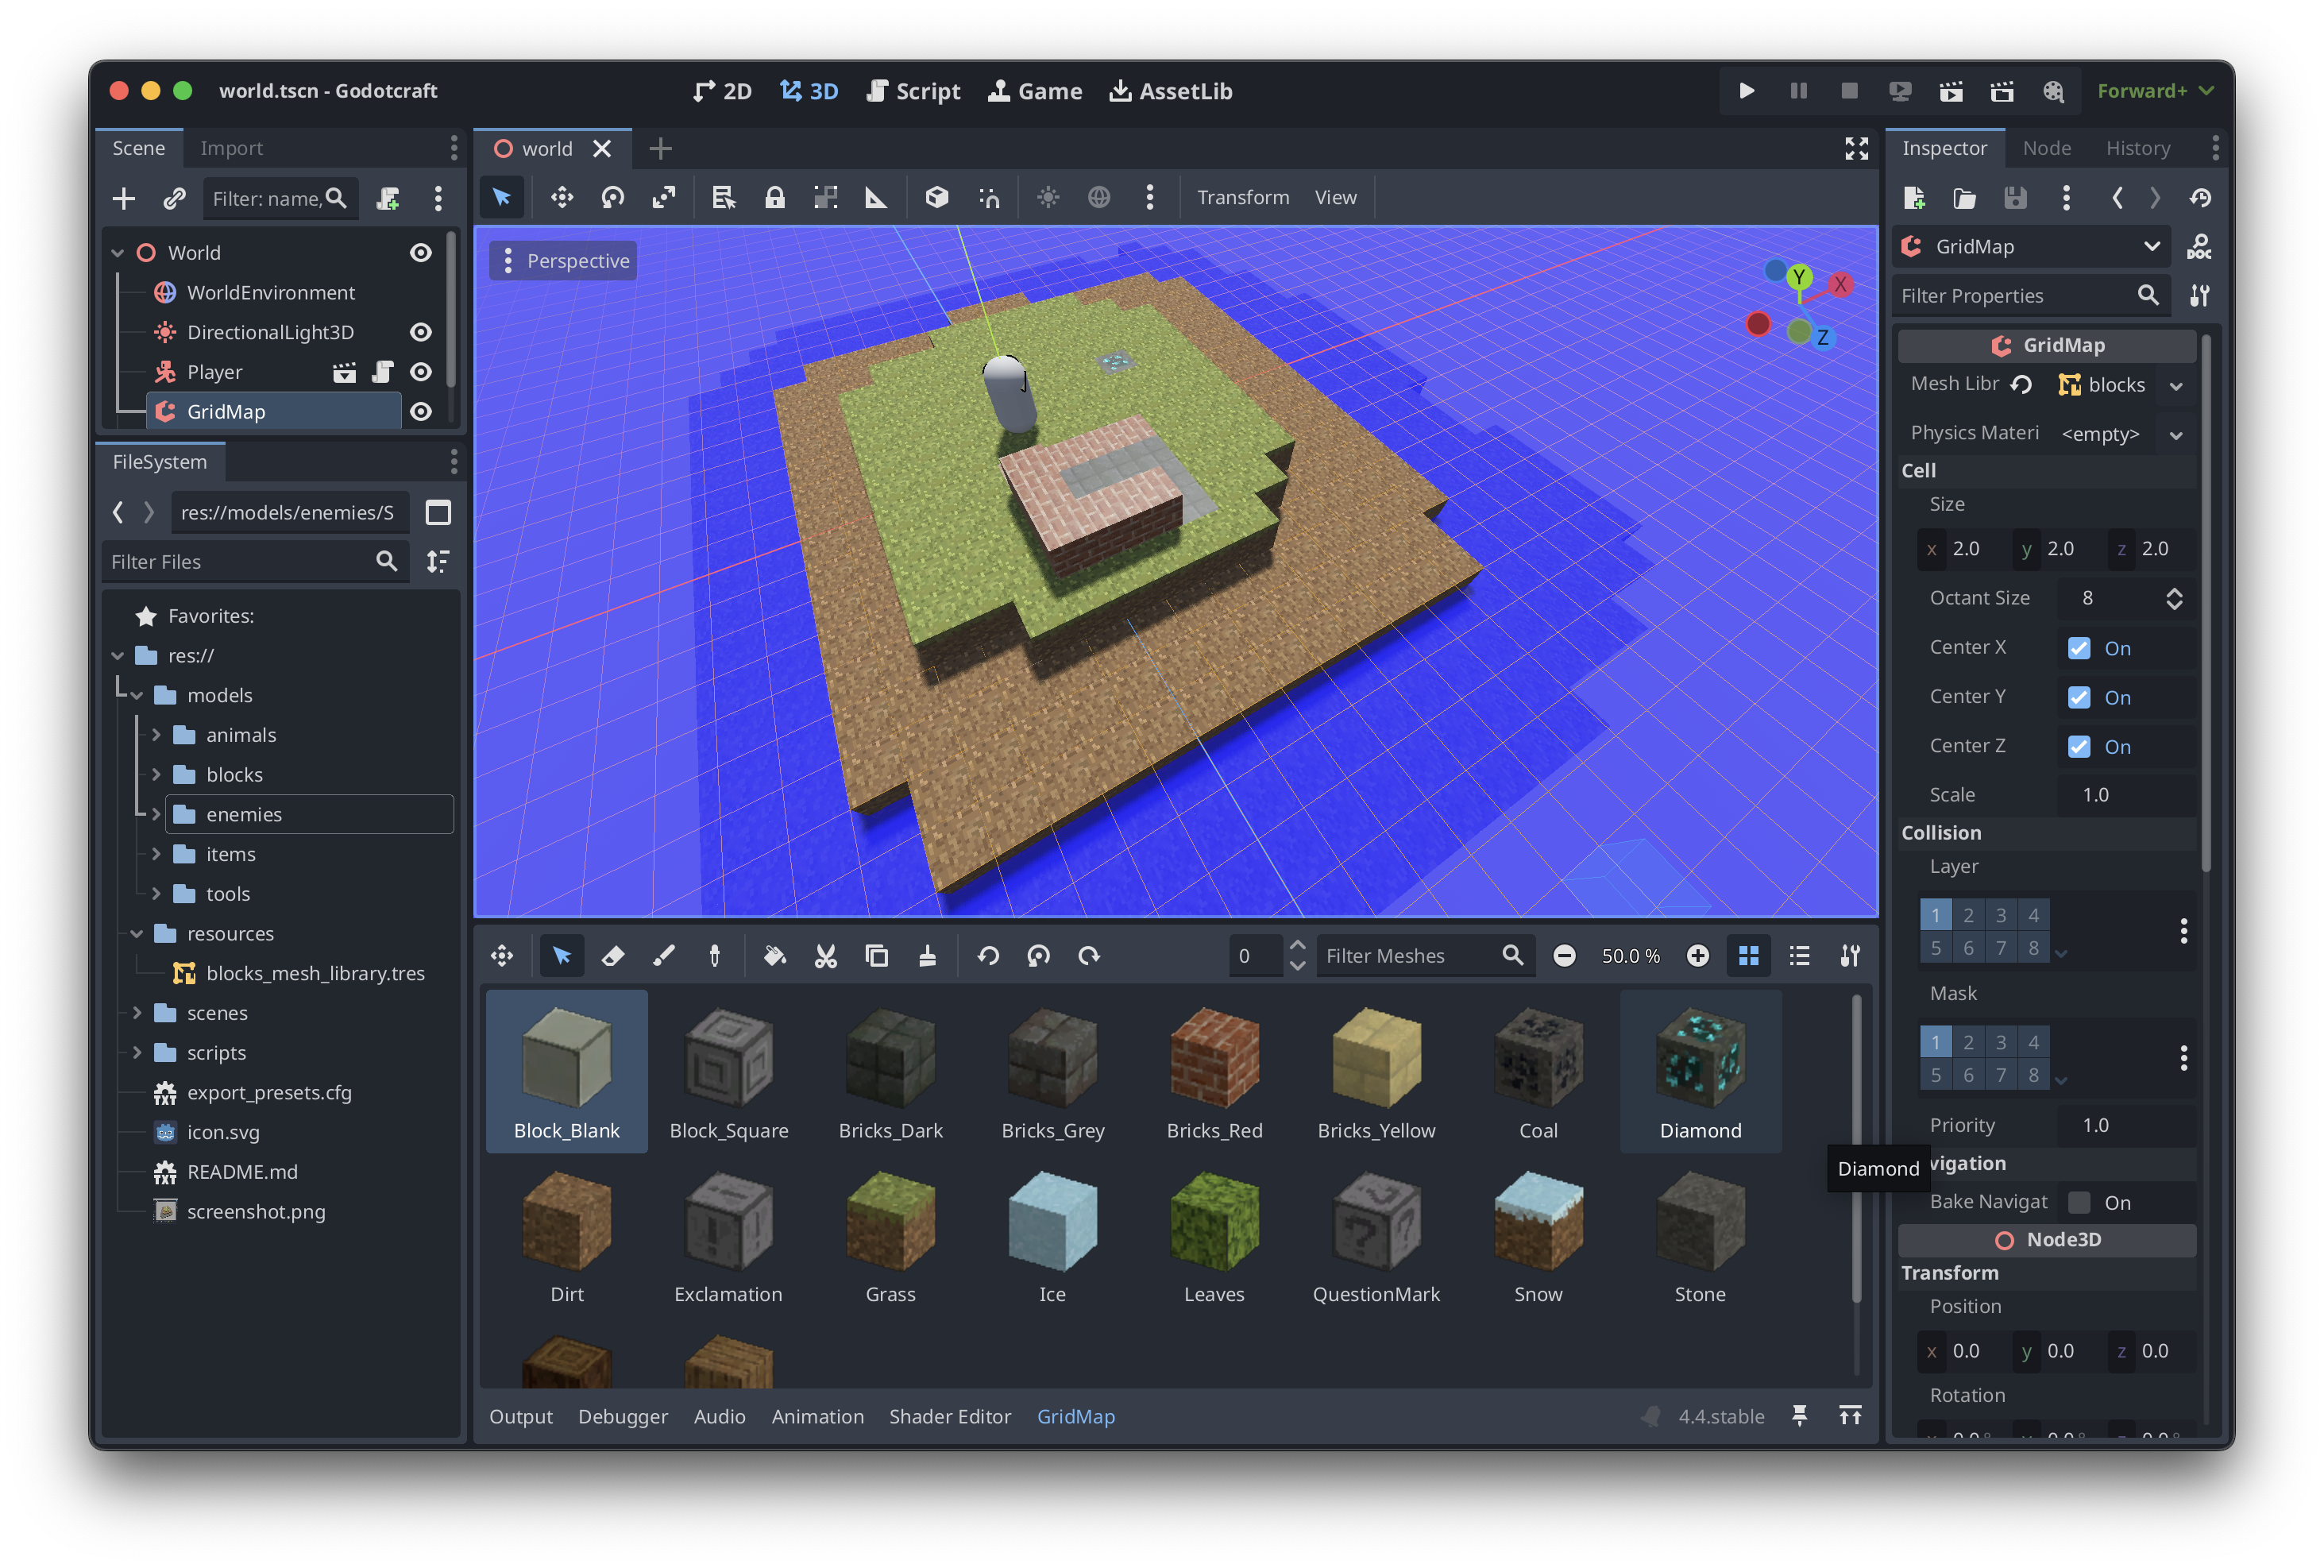 world.tscn - Godotcraft
2D
3D
Script
Game
AssetLib
Forward+
Scene
Import
Filter: name,
World
WorldEnvironment
DirectionalLight3D
Player
GridMap
FileSystem
res://models/enemies/S
Filter Files
Favorites:
res://
models
animals
blocks
enemies
items
tools
resources
blocks_mesh_library.tres
scenes
scripts
export_presets.cfg
icon.svg
README.md
screenshot.png
world
Transform
View
Perspective
Y
X
Z
0
Filter Meshes
50.0 %
Block_Blank
Block_Square
Bricks_Dark
Bricks_Grey
Bricks_Red
Bricks_Yellow
Coal
Diamond
Dirt
Exclamation
Grass
Ice
Leaves
QuestionMark
Snow
Stone
Diamond
Output
Debugger
Audio
Animation
Shader Editor
GridMap
4.4.stable
Inspector
Node
History
GridMap
DOC
Filter Properties
GridMap
Mesh Libr
blocks
Physics Materi
<empty>
Cell
Size
x 2.0 y 2.0 z 2.0
Octant Size 8
Center X On
Center Y On
Center Z On
Scale 1.0
Collision
Layer
1 2 3 4
5 6 7 8
Mask
1 2 3 4
5 6 7 8
Priority 1.0
vigation
Bake Navigat On
Node3D
Transform
Position
x 0.0 y 0.0 z 0.0
Rotation